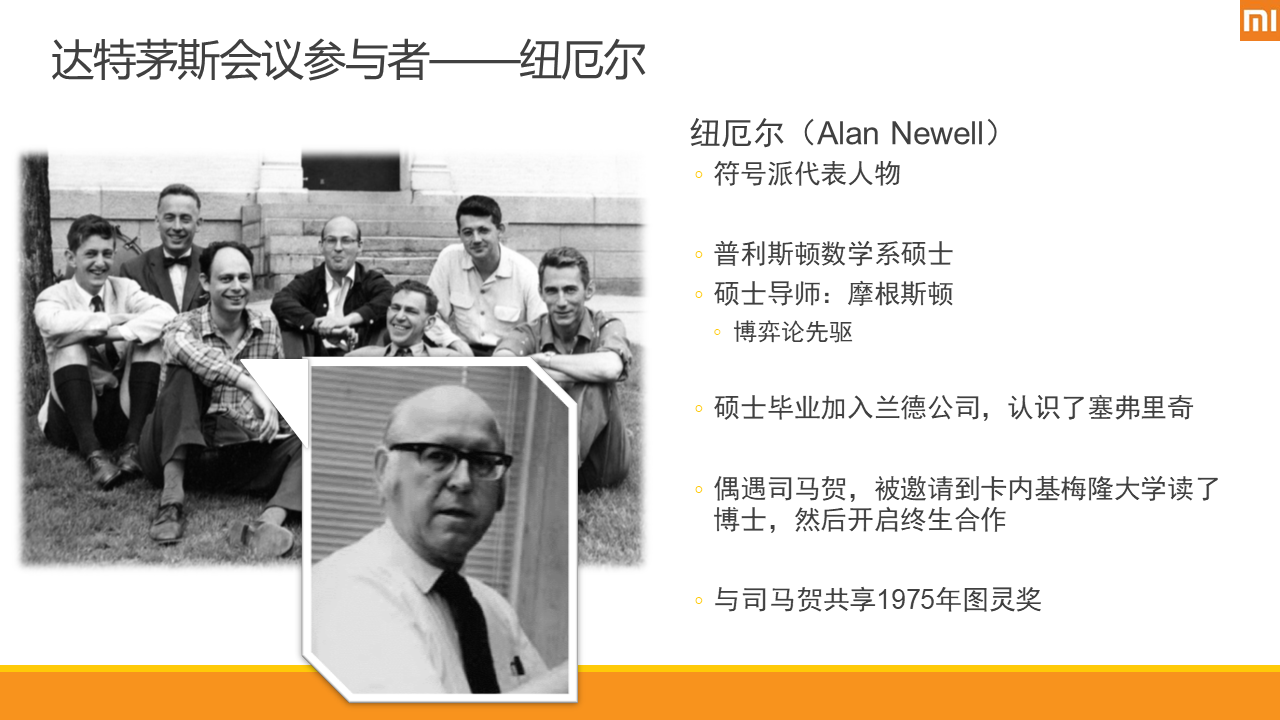 达特茅斯会议参与者——纽厄尔
MI
纽厄尔（Alan Newell）
符号派代表人物
普利斯顿数学系硕士
硕士导师：摩根斯顿
博弈论先驱
硕士毕业加入兰德公司，认识了塞弗里奇
偶遇司马贺，被邀请到卡内基梅隆大学读了
博士，然后开启终生合作
与司马贺共享1975年图灵奖